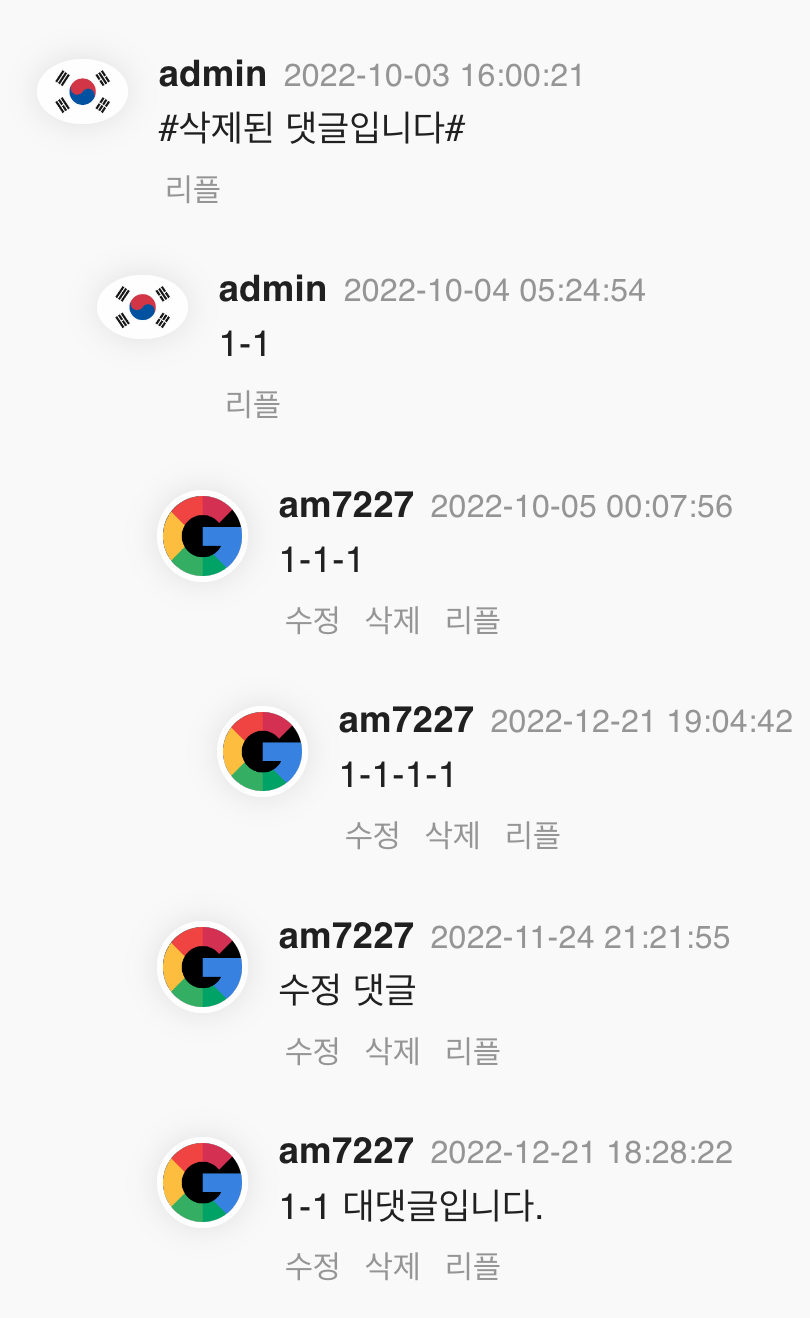 admin 2022-10-03 16:00:21
#삭제된 댓글입니다#
리플
admin 2022-10-04 05:24:54
1-1
리플
am7227 2022-10-05 00:07:56
1-1-1
수정 삭제 리플
am7227 2022-12-21 19:04:42
1-1-1-1
수정 삭제 리플
am7227 2022-11-24 21:21:55
수정 댓글
수정 삭제 리플
am7227 2022-12-21 18:28:22
1-1 대댓글입니다.
수정 삭제 리플